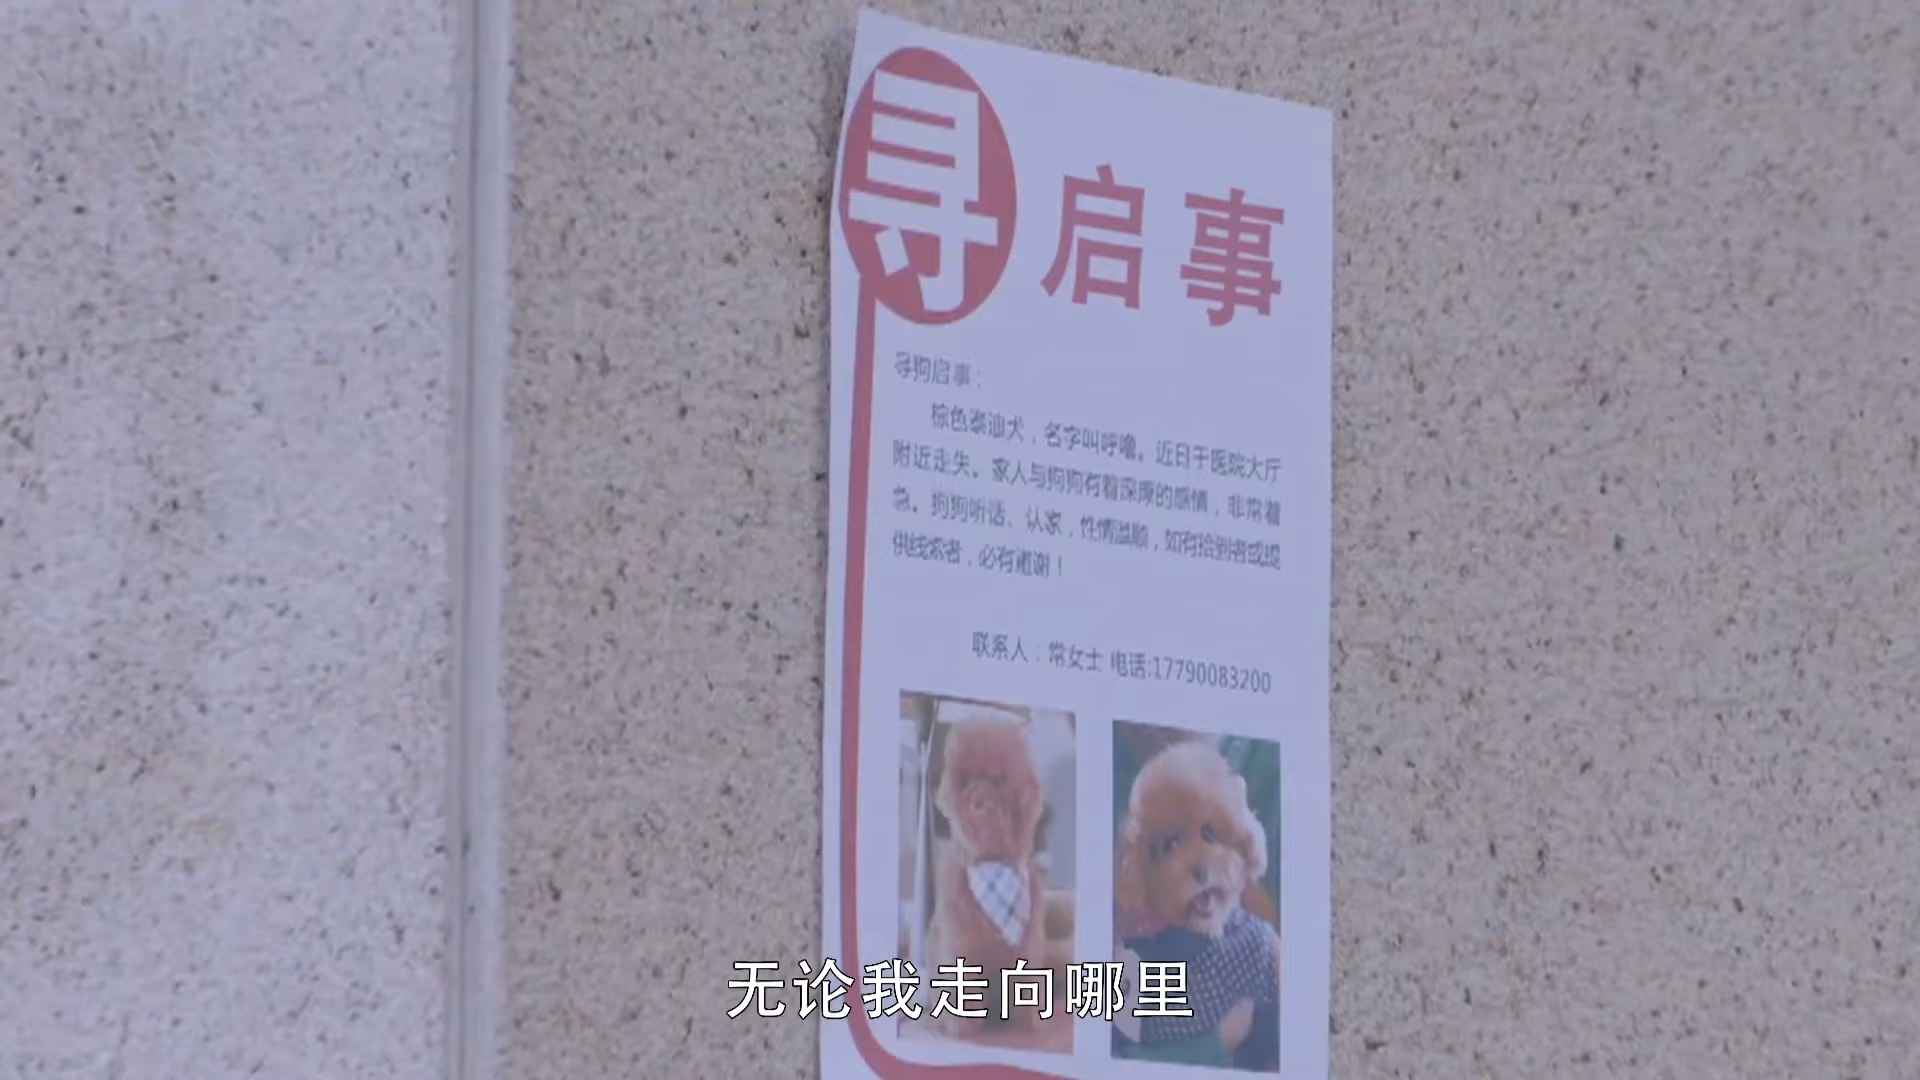 寻启事
寻狗启事：
棕色泰迪犬，名字叫呼噜。近日于医院大厅
附近走失。家人与狗狗有着深厚的感情，非常着
急。狗狗听话、认家，性情温顺，如有拾到者或提
供线索者，必有重谢！
联系人：常女士 电话:17790083200
无论我走向哪里